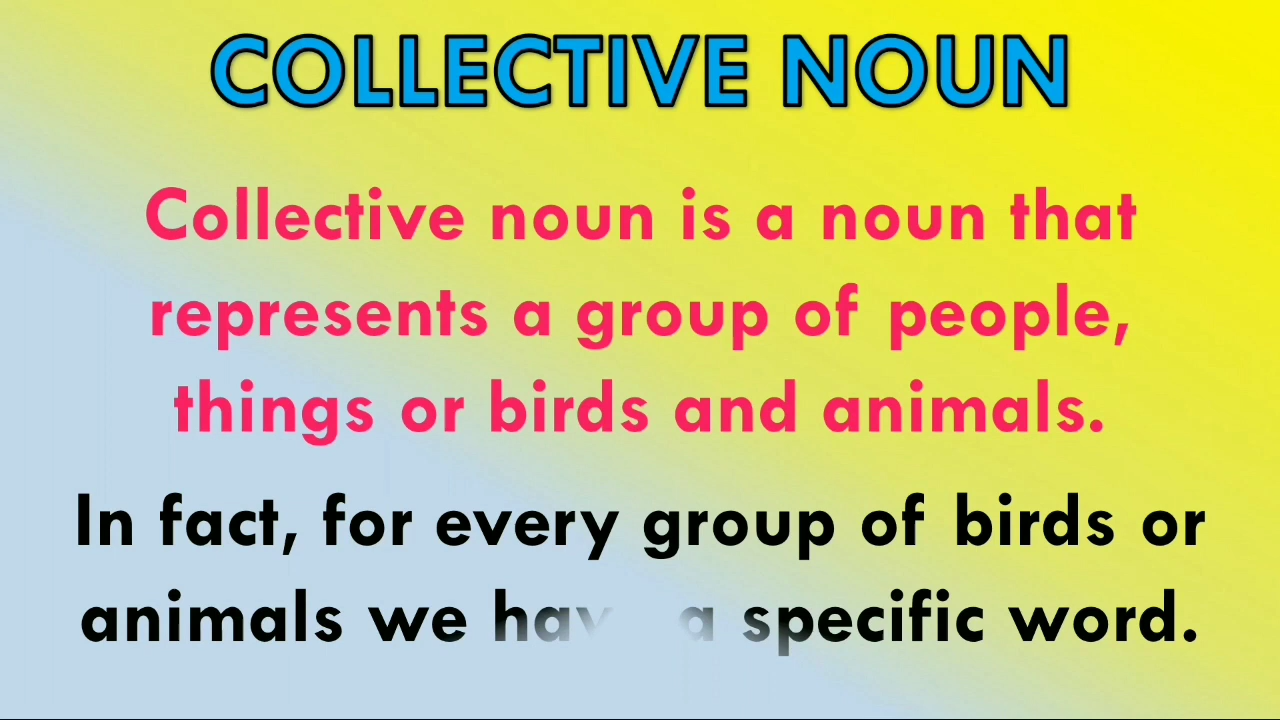 COLLECTIVE NOUN
Collective noun is a noun that
represents a group of people,
things or birds and animals.
In fact, for every group of birds or
animals we hav a specific word.